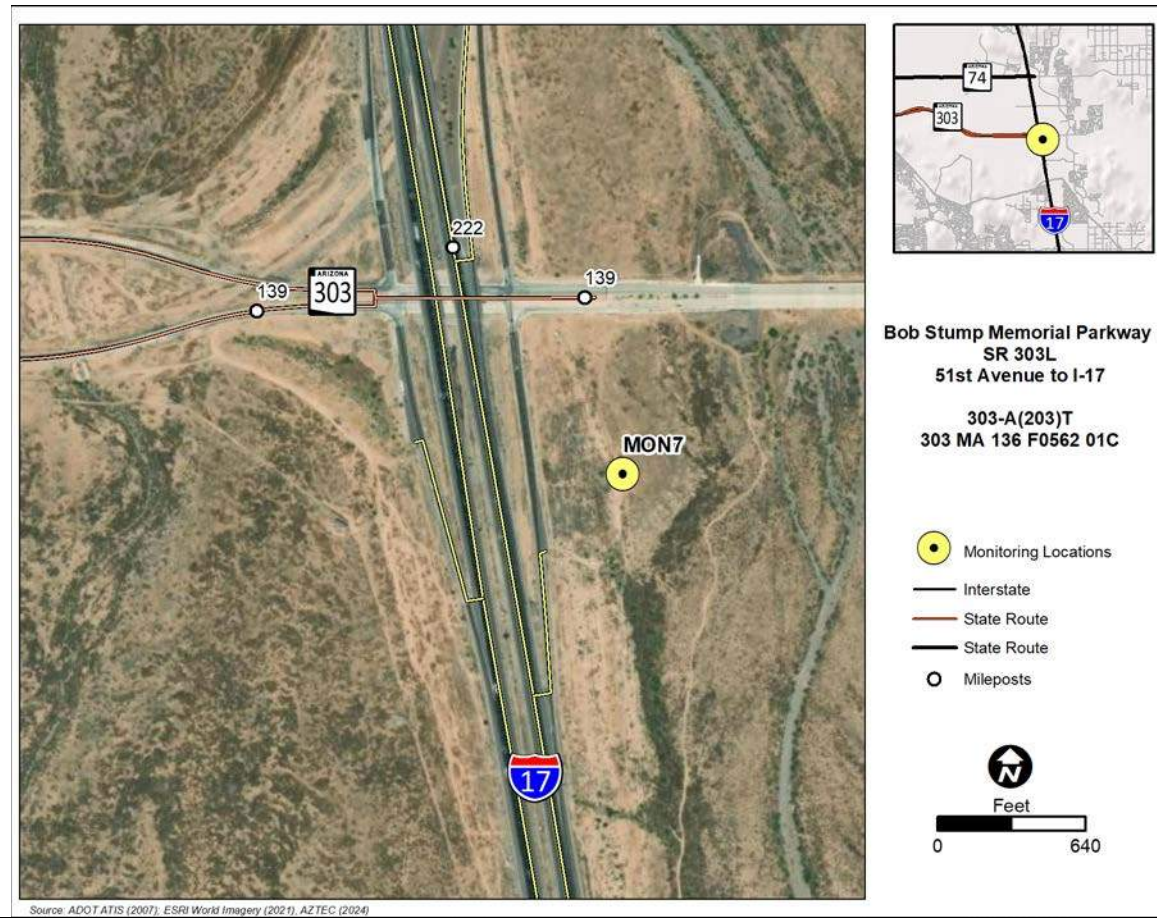 222
139
ARIZONA
303
139
MON7
17
Source: ADOT ATIS (2007); ESRI World Imagery (2021), AZTEC (2024)
ARIZONA
74
ARIZONA
303
17
Bob Stump Memorial Parkway
SR 303L
51st Avenue to I-17
303-A(203)T
303 MA 136 F0562 01C
Monitoring Locations
Interstate
State Route
State Route
Mileposts
N
Feet
0 640